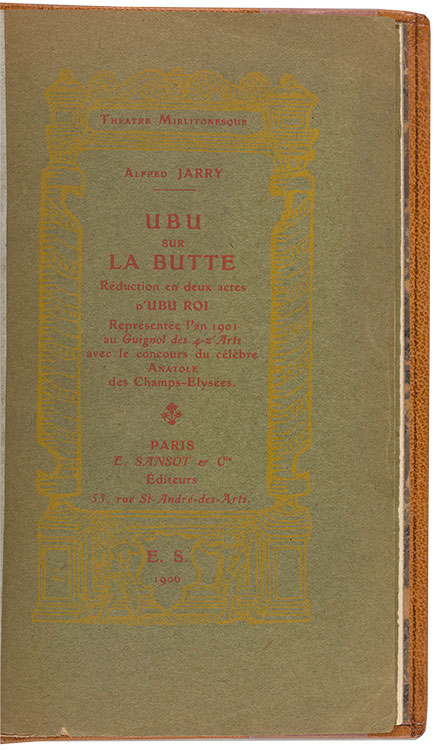 Théatre Mirlitonesque
Alfred JARRY
UBU
SUR
LA BUTTE
Réduction en deux actes
D'UBU ROI
Représentée l'an 1901
au Guignol des 4-z'Arts
avec le concours du célèbre
Anatole
des Champs-Elysées.
PARIS
E. SANSOT & Cie
Éditeurs
53, rue St-André-des-Arts.
E. S.
1906